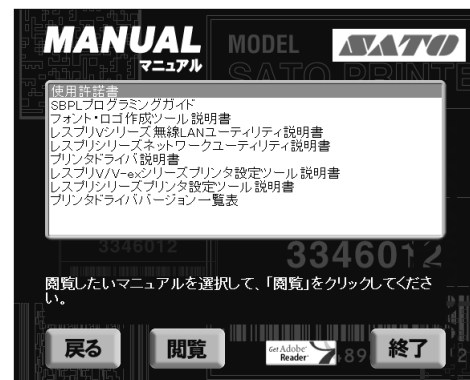 MANUAL
マニュアル
MODEL
SATO
SATO PRINTE
使用許諾書
SBPLプログラミングガイド
フォント・ロゴ作成ツール説明書
レスプリVシリーズ無線LANユーティリティ説明書
レスプリシリーズネットワークユーティリティ説明書
プリンタドライバ説明書
レスプリV/V-exシリーズプリンタ設定ツール説明書
レスプリシリーズプリンタ設定ツール説明書
プリンタドライババージョン一覧表
3346012
3346012
閲覧したいマニュアルを選択して、「閲覧」をクリックしてくださ
い。
戻る
閲覧
Get Adobe
Reader
89
終了
2